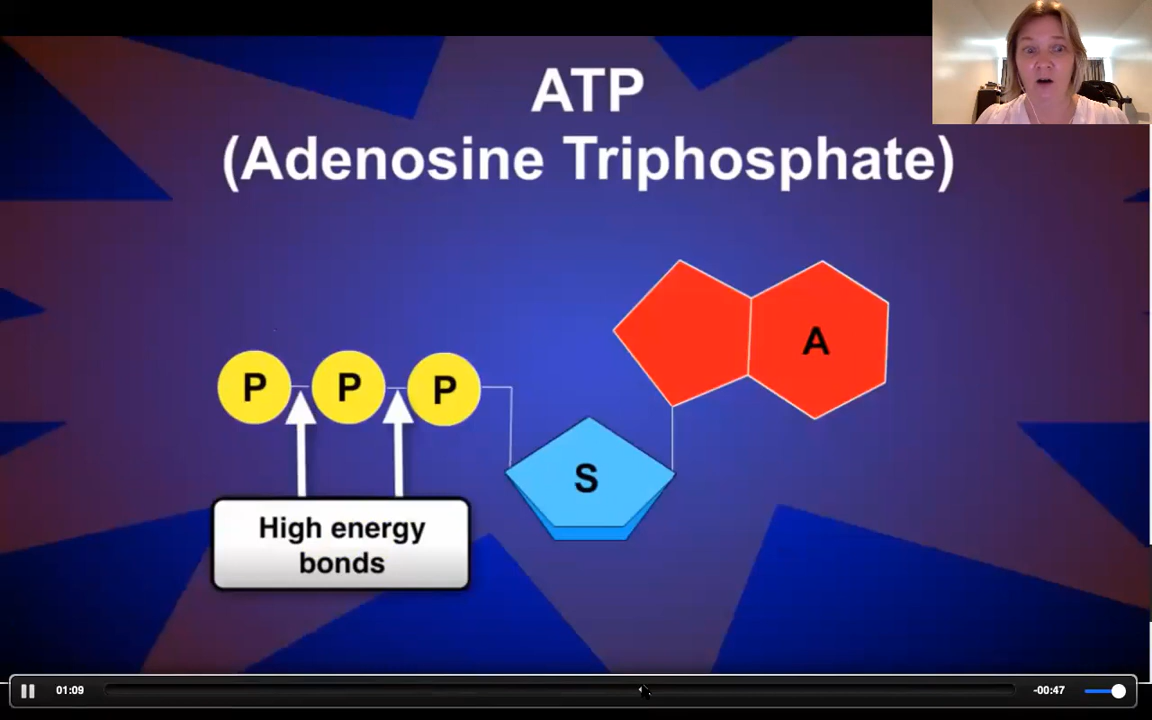 ATP
(Adenosine Triphosphate)
A
P P P
S
High energy
bonds
01:09
-00:47